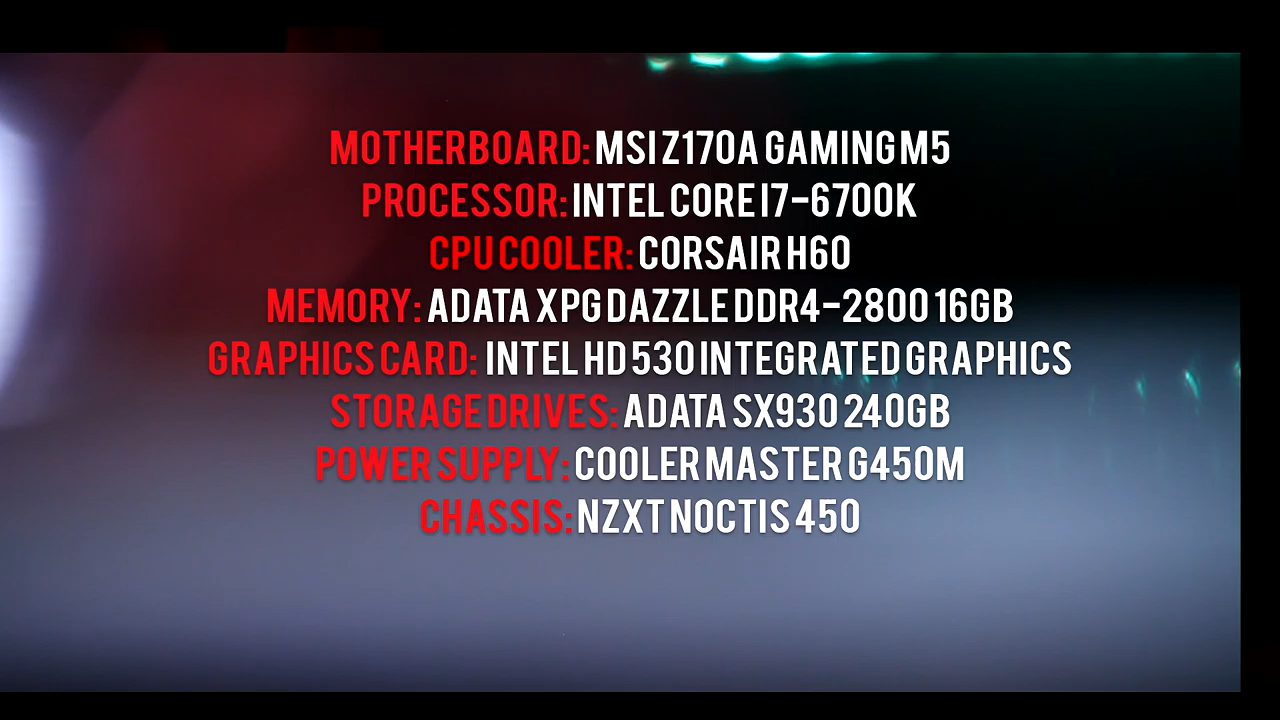 MOTHERBOARD: MSI Z170A GAMING M5
PROCESSOR: INTEL CORE I7-6700K
CPU COOLER: CORSAIR H60
MEMORY: ADATA XPG DAZZLE DDR4-2800 16GB
GRAPHICS CARD: INTEL HD 530 INTEGRATED GRAPHICS
STORAGE DRIVES: ADATA SX930 240GB
POWER SUPPLY: COOLER MASTER G450M
CHASSIS: NZXT NOCTIS 450